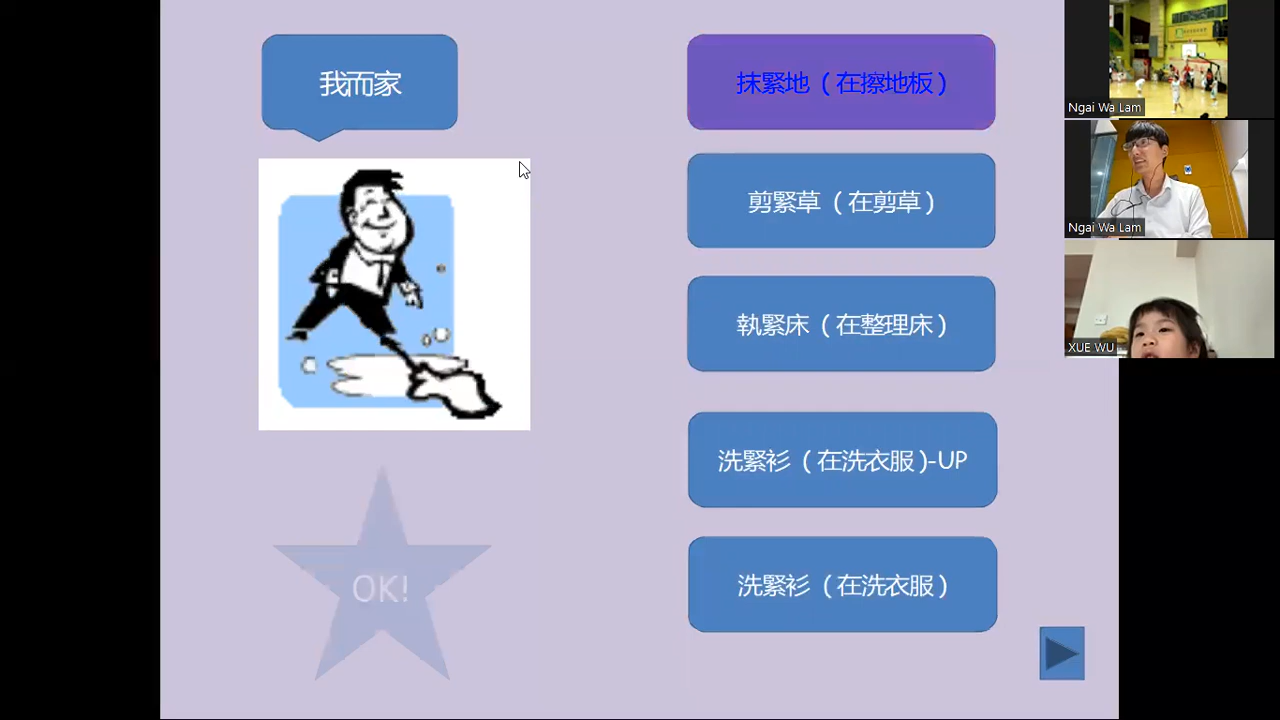 我而家
抹緊地（在擦地板）
剪緊草（在剪草）
執緊床（在整理床）
洗緊衫（在洗衣服)-UP
洗緊衫（在洗衣服）
OK!
Ngai Wa Lam
Ngai Wa Lam
XUE WU